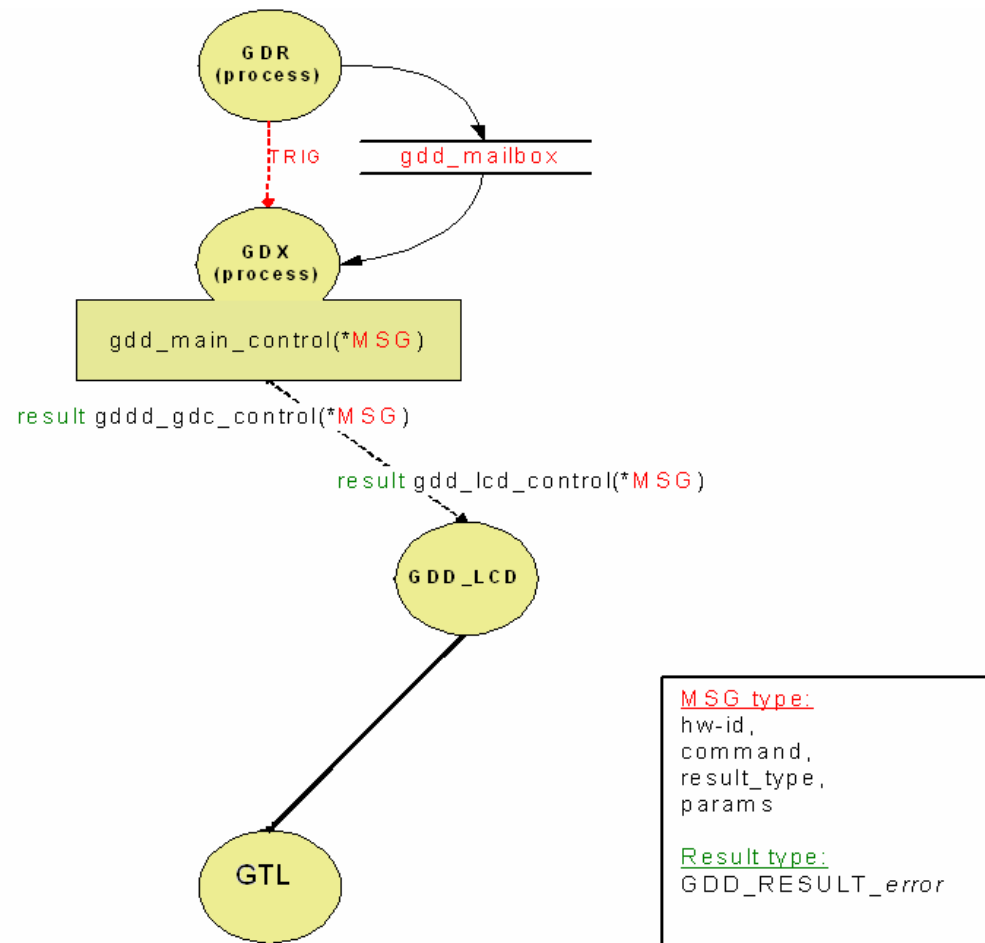 GDR
(process)
TRIG
gdd_mailbox
GDX
(process)
gdd_main_control(*MSG)
result gddd_gdc_control(*MSG)
result gdd_lcd_control(*MSG)
GDD_LCD
GTL
MSG type:
hw-id,
command,
result_type,
params
Result type:
GDD_RESULT_error